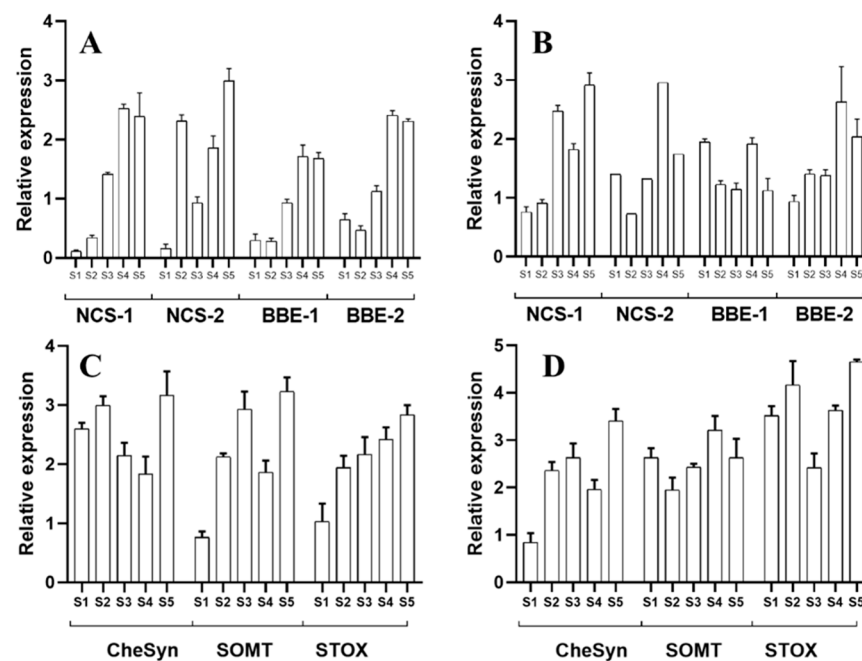 A
Relative expression
4
3
2
1
0
S1 S2 S3 S4 S5 S1 S2 S3 S4 S5 S1 S2 S3 S4 S5 S1 S2 S3 S4 S5
NCS-1 NCS-2 BBE-1 BBE-2
B
Relative expression
4
3
2
1
0
S1 S2 S3 S4 S5 S1 S2 S3 S4 S5 S1 S2 S3 S4 S5 S1 S2 S3 S4 S5
NCS-1 NCS-2 BBE-1 BBE-2
C
Relative expression
4
3
2
1
0
S1 S2 S3 S4 S5 S1 S2 S3 S4 S5 S1 S2 S3 S4 S5
CheSyn SOMT STOX
D
Relative expression
5
4
3
2
1
0
S1 S2 S3 S4 S5 S1 S2 S3 S4 S5 S1 S2 S3 S4 S5
CheSyn SOMT STOX